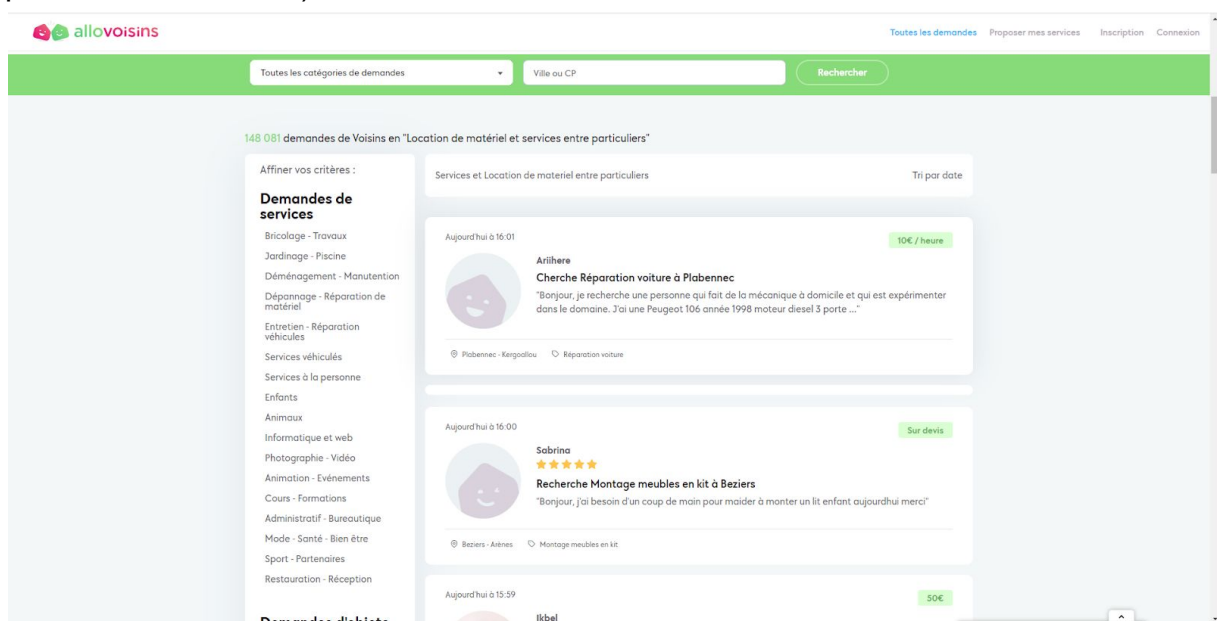 allovoisins
Toutes les demandes
Proposer mes services
Inscription
Connexion
Toutes les catégories de demandes
Ville ou CP
Rechercher
148 081 demandes de Voisins en "Location de matériel et services entre particuliers"
Affiner vos critères :
Demandes de
services
Bricolage - Travaux
Jardinage - Piscine
Déménagement - Manutention
Dépannage - Réparation de
matériel
Entretien - Réparation
véhicules
Services véhiculés
Services à la personne
Enfants
Animaux
Informatique et web
Photographie - Vidéo
Animation - Evénements
Cours - Formations
Administratif - Bureautique
Mode - Santé - Bien être
Sport - Partenaires
Restauration - Réception
Services et Location de materiel entre particuliers
Tri par date
Aujourd'hui à 16:01
10€ / heure
Ariihere
Cherche Réparation voiture à Plabennec
"Bonjour, je recherche une personne qui fait de la mécanique à domicile et qui est expérimenter
dans le domaine. J'ai une Peugeot 106 année 1998 moteur diesel 3 porte ..."
Plabennec - Kergoallou
Réparation voiture
Aujourd'hui à 16:00
Sur devis
Sabrina
Recherche Montage meubles en kit à Beziers
"Bonjour, j'ai besoin d'un coup de main pour maider à monter un lit enfant aujourdhui merci"
Beziers - Arènes
Montage meubles en kit
Aujourd'hui à 15:59
50€
Ikbel
Demandes d'objets